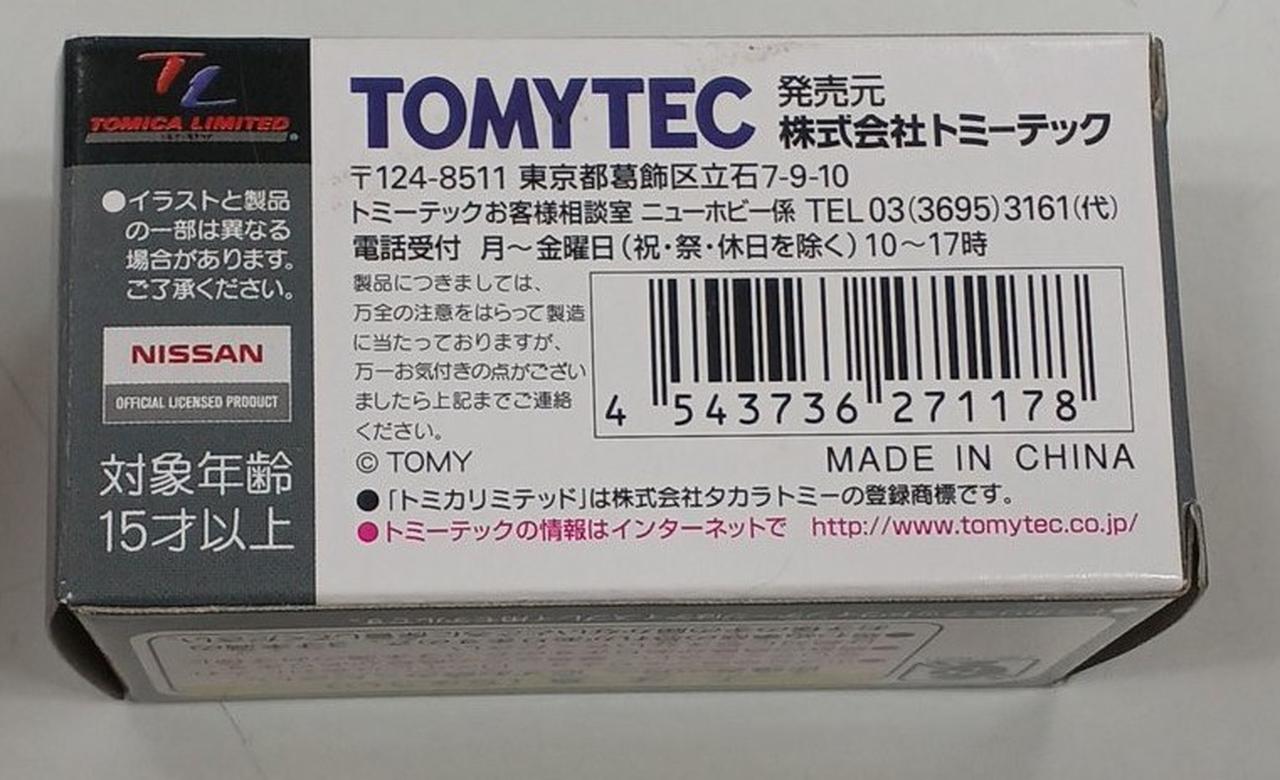 TL
TOMICA LIMITED
●イラストと製品
の一部は異なる
場合があります。
ご了承ください。
NISSAN
OFFICIAL LICENSED PRODUCT
対象年齢
15才以上
TOMYTEC
発売元
株式会社トミーテック
〒124-8511 東京都葛飾区立石7-9-10
トミーテックお客様相談室 ニューホビー係 TEL 03(3695)3161(代)
電話受付 月〜金曜日(祝・祭・休日を除く)10〜17時
製品につきましては、
万全の注意をはらって製造
に当たっておりますが、
万一お気付きの点がござい
ましたら上記までご連絡
ください。
4 543736 271178
© TOMY
MADE IN CHINA
●「トミカリミテッド」は株式会社タカラトミーの登録商標です。
●トミーテックの情報はインターネットで http://www.tomytec.co.jp/